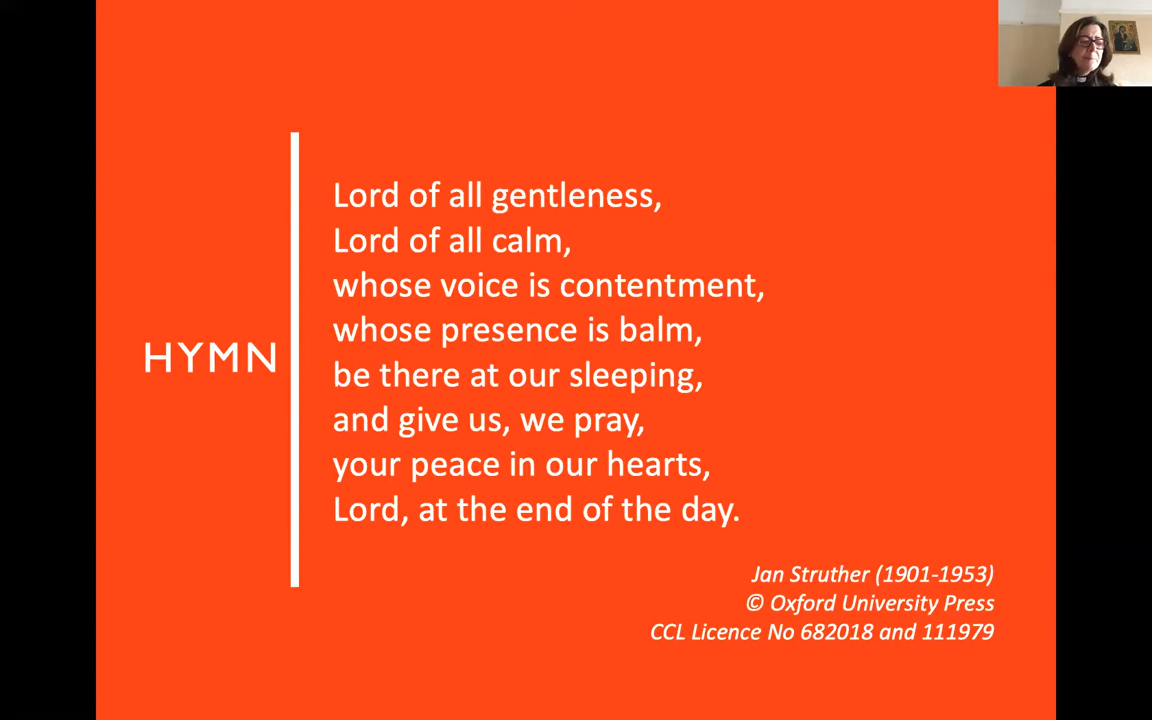 HYMN
Lord of all gentleness,
Lord of all calm,
whose voice is contentment,
whose presence is balm,
be there at our sleeping,
and give us, we pray,
your peace in our hearts,
Lord, at the end of the day.
Jan Struther (1901-1953)
© Oxford University Press
CCL Licence No 682018 and 111979